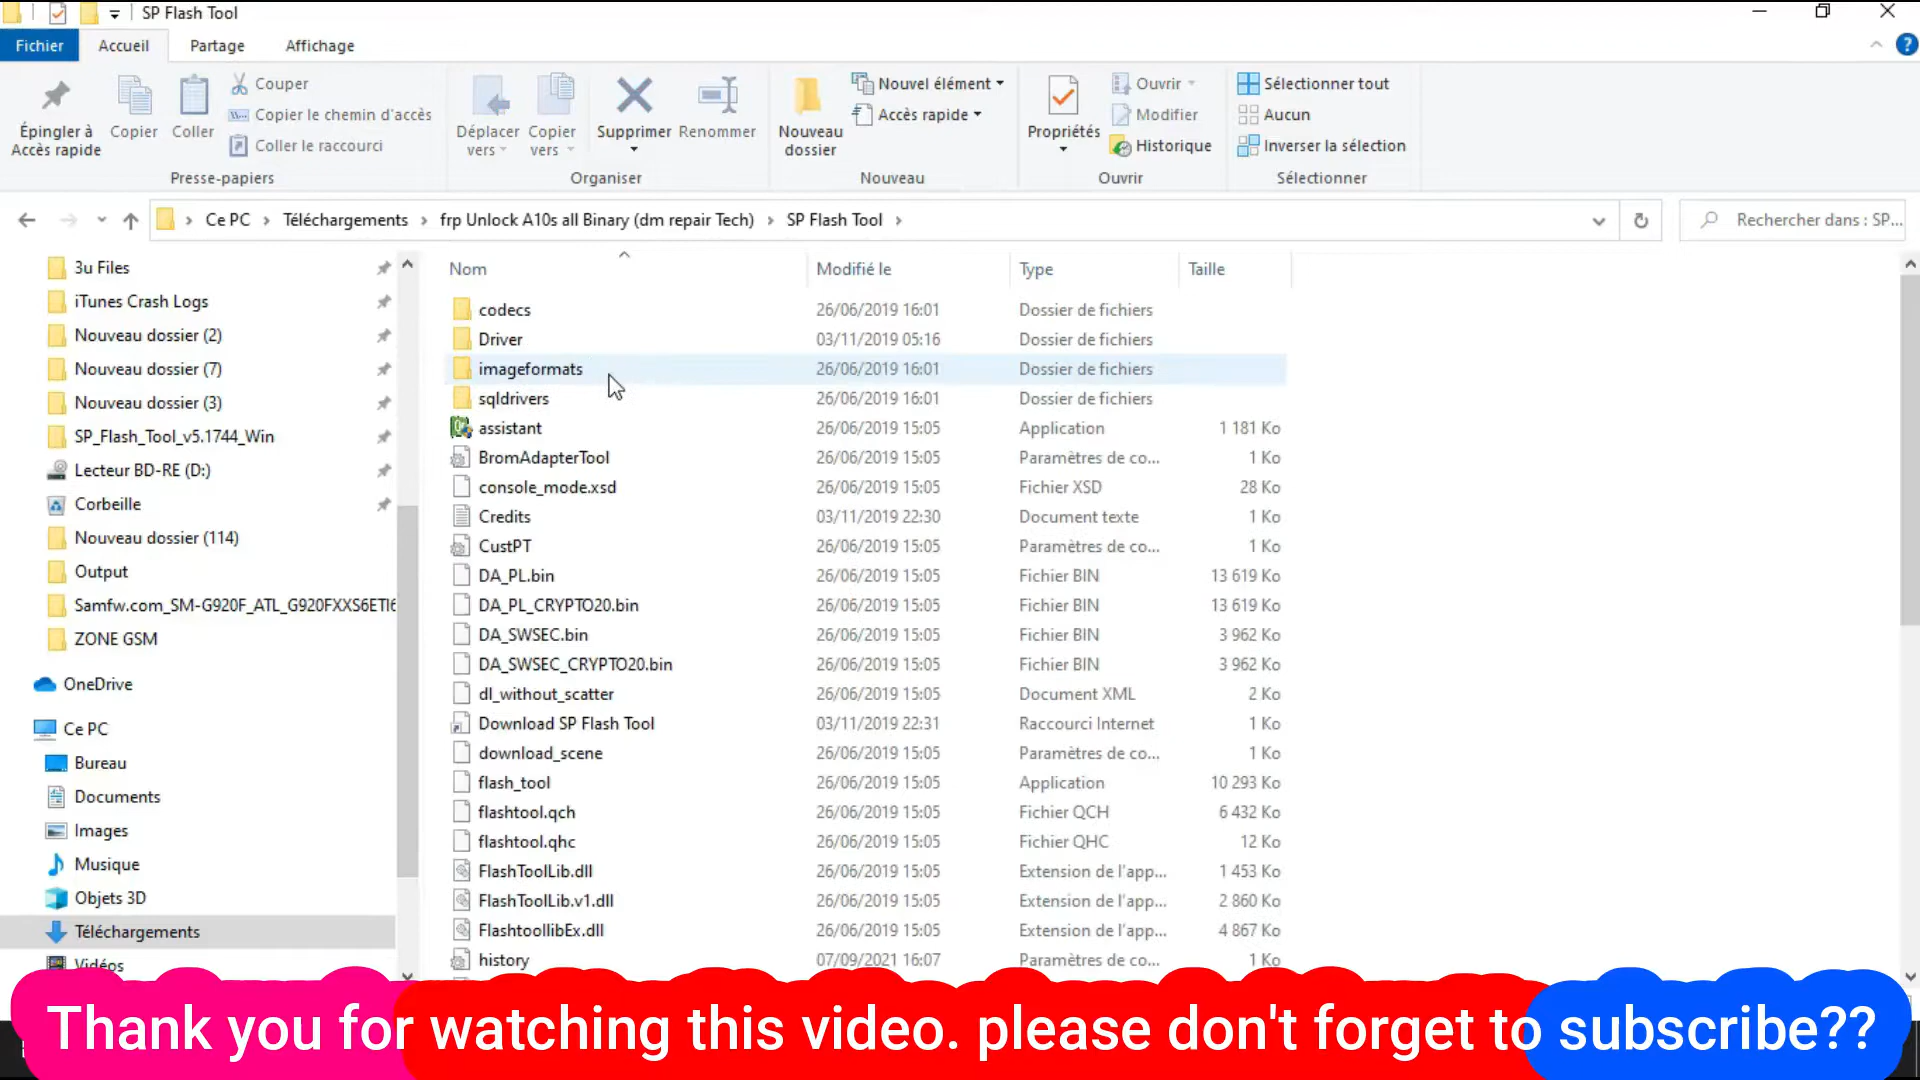 SP Flash Tool
Fichier Accueil Partage Affichage
Épingler à Accès rapide
Copier
Coller
Couper
Copier le chemin d'accès
Coller le raccourci
Presse-papiers
Déplacer vers
Copier vers
Supprimer
Renommer
Organiser
Nouveau dossier
Nouvel élément
Accès rapide
Nouveau
Propriétés
Ouvrir
Modifier
Historique
Ouvrir
Sélectionner tout
Aucun
Inverser la sélection
Sélectionner
Ce PC > Téléchargements > frp Unlock A10s all Binary (dm repair Tech) > SP Flash Tool >
Rechercher dans : SP...
3u Files
iTunes Crash Logs
Nouveau dossier (2)
Nouveau dossier (7)
Nouveau dossier (3)
SP_Flash_Tool_v5.1744_Win
Lecteur BD-RE (D:)
Corbeille
Nouveau dossier (114)
Output
Samfw.com_SM-G920F_ATL_G920FXXS6ETI6
ZONE GSM
OneDrive
Ce PC
Bureau
Documents
Images
Musique
Objets 3D
Téléchargements
Vidéos
Nom Modifié le Type Taille
codecs 26/06/2019 16:01 Dossier de fichiers
Driver 03/11/2019 05:16 Dossier de fichiers
imageformats 26/06/2019 16:01 Dossier de fichiers
sqldrivers 26/06/2019 16:01 Dossier de fichiers
assistant 26/06/2019 15:05 Application 1 181 Ko
BromAdapterTool 26/06/2019 15:05 Paramètres de co... 1 Ko
console_mode.xsd 26/06/2019 15:05 Fichier XSD 28 Ko
Credits 03/11/2019 22:30 Document texte 1 Ko
CustPT 26/06/2019 15:05 Paramètres de co... 1 Ko
DA_PL.bin 26/06/2019 15:05 Fichier BIN 13 619 Ko
DA_PL_CRYPTO20.bin 26/06/2019 15:05 Fichier BIN 13 619 Ko
DA_SWSEC.bin 26/06/2019 15:05 Fichier BIN 3 962 Ko
DA_SWSEC_CRYPTO20.bin 26/06/2019 15:05 Fichier BIN 3 962 Ko
dl_without_scatter 26/06/2019 15:05 Document XML 2 Ko
Download SP Flash Tool 03/11/2019 22:31 Raccourci Internet 1 Ko
download_scene 26/06/2019 15:05 Paramètres de co... 1 Ko
flash_tool 26/06/2019 15:05 Application 10 293 Ko
flashtool.qch 26/06/2019 15:05 Fichier QCH 6 432 Ko
flashtool.qhc 26/06/2019 15:05 Fichier QHC 12 Ko
FlashToolLib.dll 26/06/2019 15:05 Extension de l'app... 1 453 Ko
FlashToolLib.v1.dll 26/06/2019 15:05 Extension de l'app... 2 860 Ko
FlashtoollibEx.dll 26/06/2019 15:05 Extension de l'app... 4 867 Ko
history 07/09/2021 16:07 Paramètres de co... 1 Ko
Thank you for watching this video. please don't forget to subscribe??